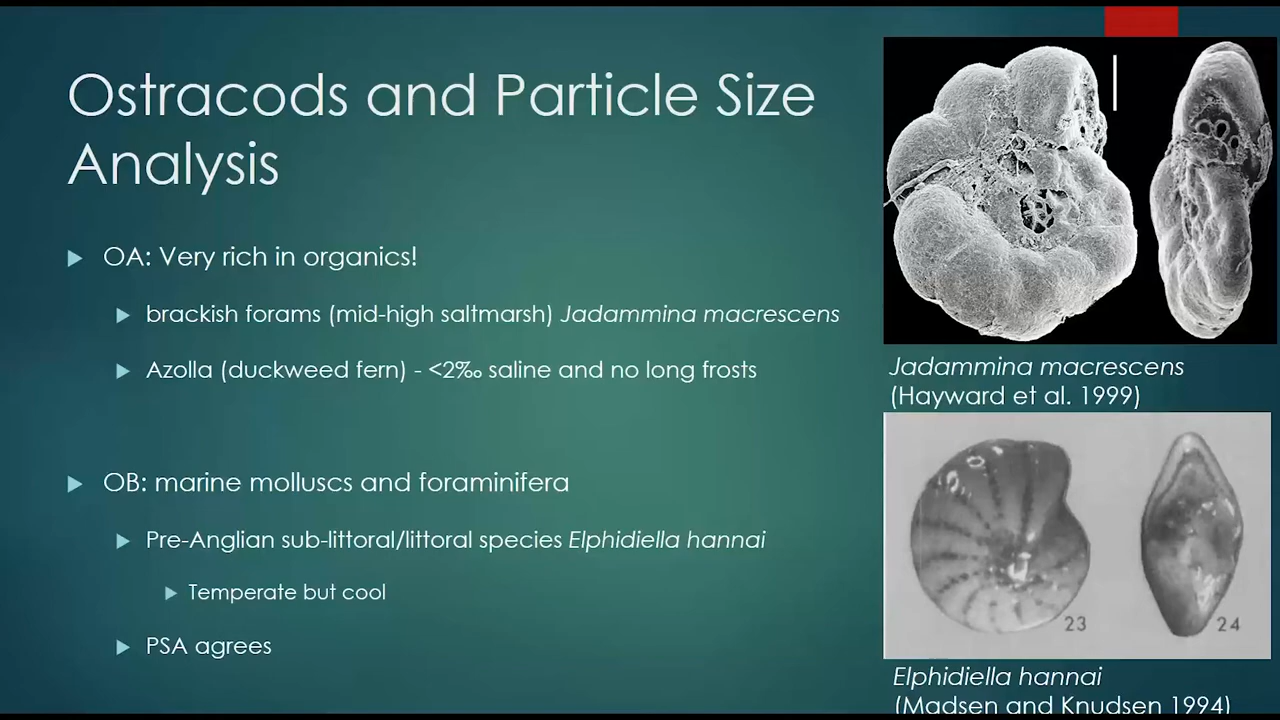 Ostracods and Particle Size
Analysis
OA: Very rich in organics!
brackish forams (mid-high saltmarsh) Jadammina macrescens
Azolla (duckweed fern) - <2‰ saline and no long frosts
OB: marine molluscs and foraminifera
Pre-Anglian sub-littoral/littoral species Elphidiella hannai
Temperate but cool
PSA agrees
Jadammina macrescens
(Hayward et al. 1999)
23
24
Elphidiella hannai
(Madsen and Knudsen 1994)